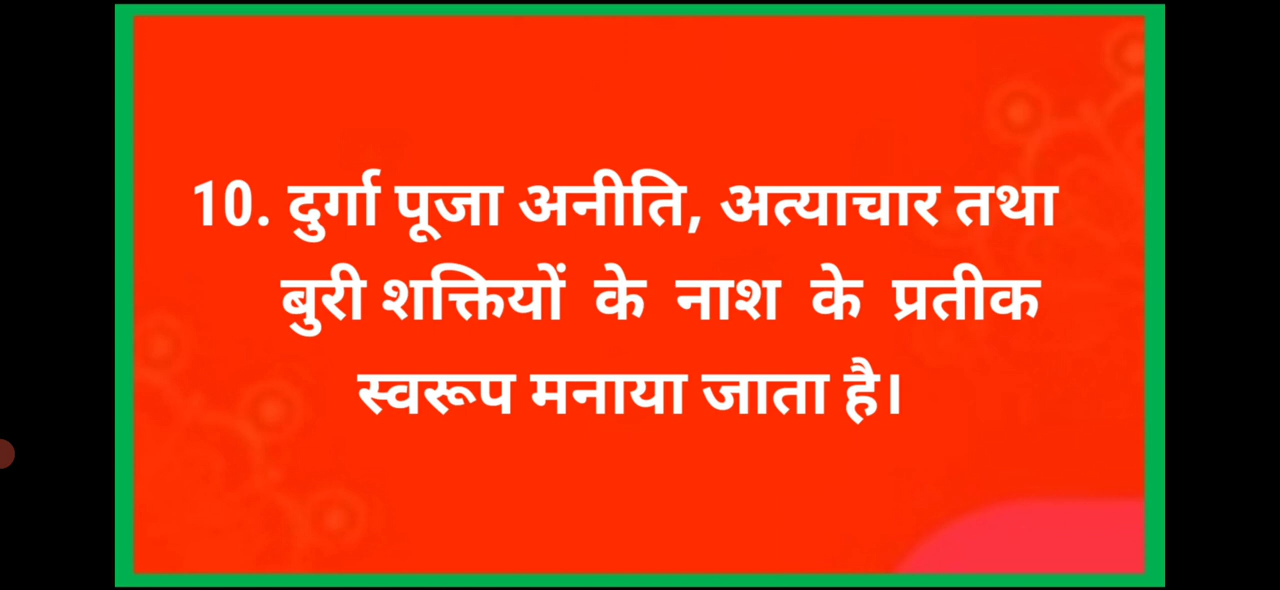 10. दुर्गा पूजा अनीति, अत्याचार तथा
बुरी शक्तियों के नाश के प्रतीक
स्वरूप मनाया जाता है।